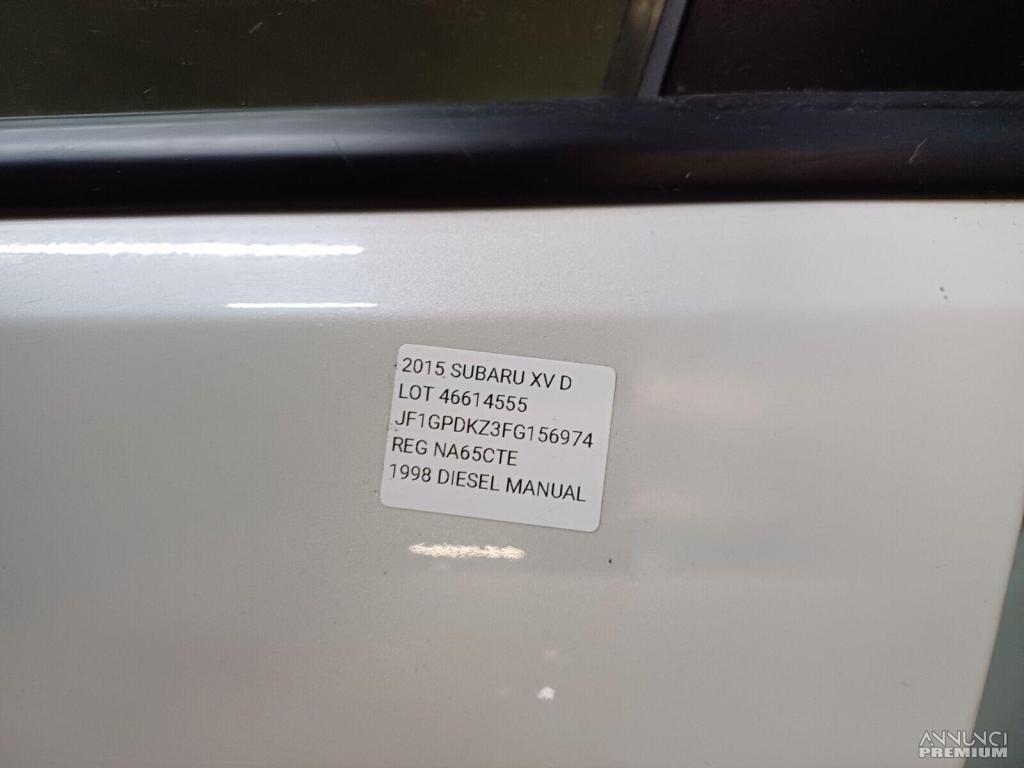 2015 SUBARU XV D
LOT 46614555
JF1GPDKZ3FG156974
REG NA65CTE
1998 DIESEL MANUAL
ANNUNCI
PREMIUM